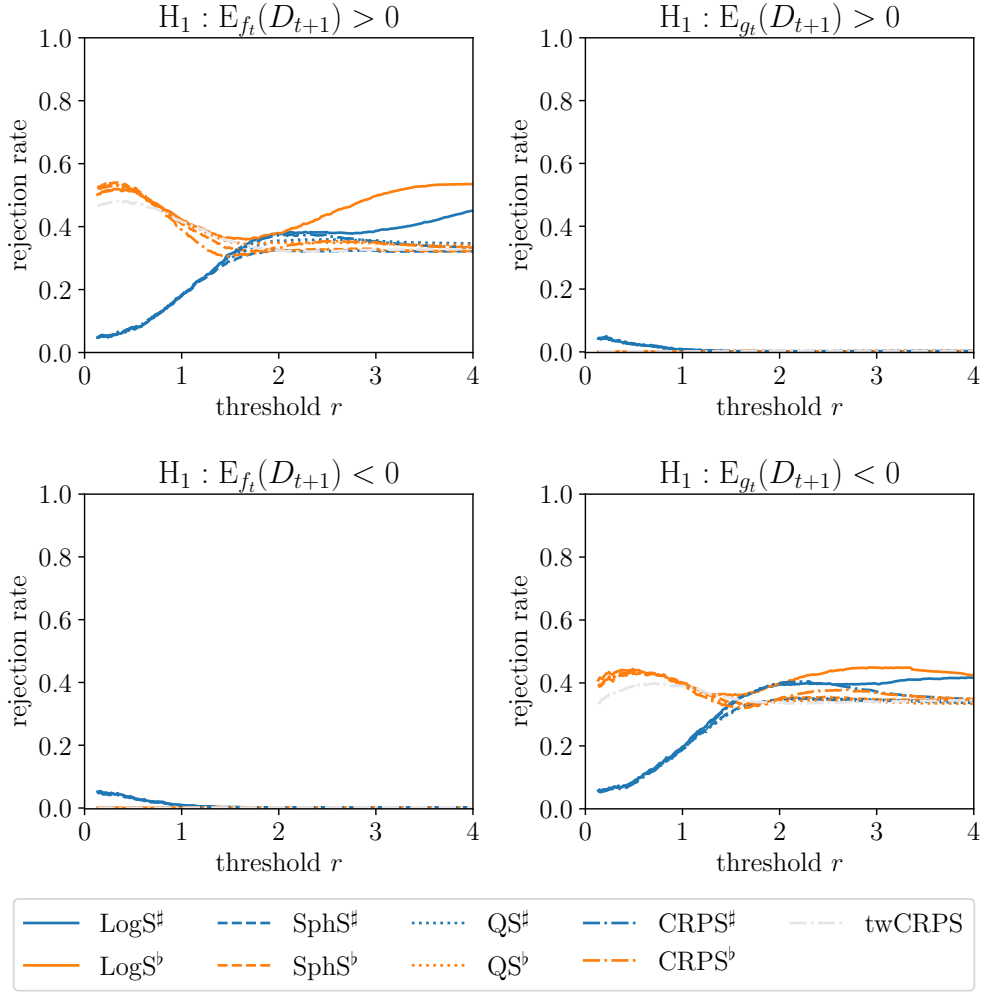 H₁ : E_{f_t}(D_{t+1}) > 0
H₁ : E_{g_t}(D_{t+1}) > 0
1.0
0.8
0.6
0.4
0.2
0.0
rejection rate
0 1 2 3 4
threshold r
1.0
0.8
0.6
0.4
0.2
0.0
rejection rate
0 1 2 3 4
threshold r
H₁ : E_{f_t}(D_{t+1}) < 0
H₁ : E_{g_t}(D_{t+1}) < 0
1.0
0.8
0.6
0.4
0.2
0.0
rejection rate
0 1 2 3 4
threshold r
1.0
0.8
0.6
0.4
0.2
0.0
rejection rate
0 1 2 3 4
threshold r
LogS♯ SphS♯ QS♯ CRPS♯ twCRPS
LogS♭ SphS♭ QS♭ CRPS♭